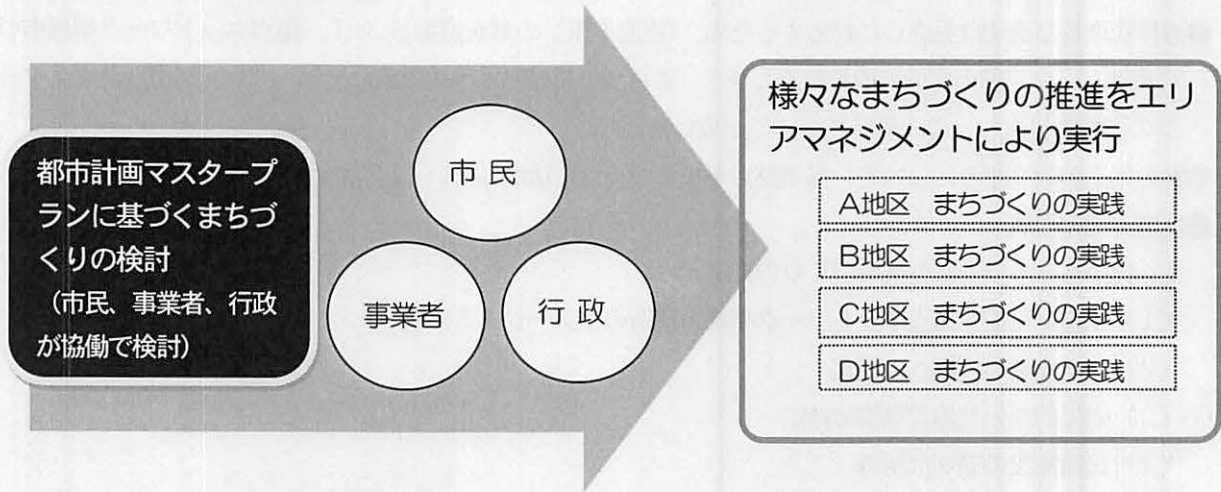 都市計画マスタープ
ランに基づくまちづ
くりの検討
(市民、事業者、行政
が協働で検討)
市民
事業者
行政
様々なまちづくりの推進をエリ
アマネジメントにより実行
A地区 まちづくりの実践
B地区 まちづくりの実践
C地区 まちづくりの実践
D地区 まちづくりの実践